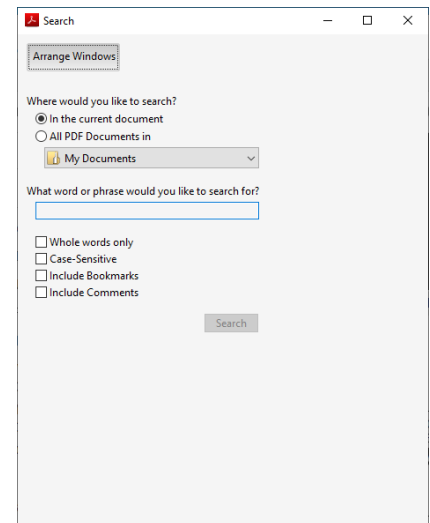 Search
Arrange Windows
Where would you like to search?
In the current document
All PDF Documents in
My Documents
What word or phrase would you like to search for?
Whole words only
Case-Sensitive
Include Bookmarks
Include Comments
Search